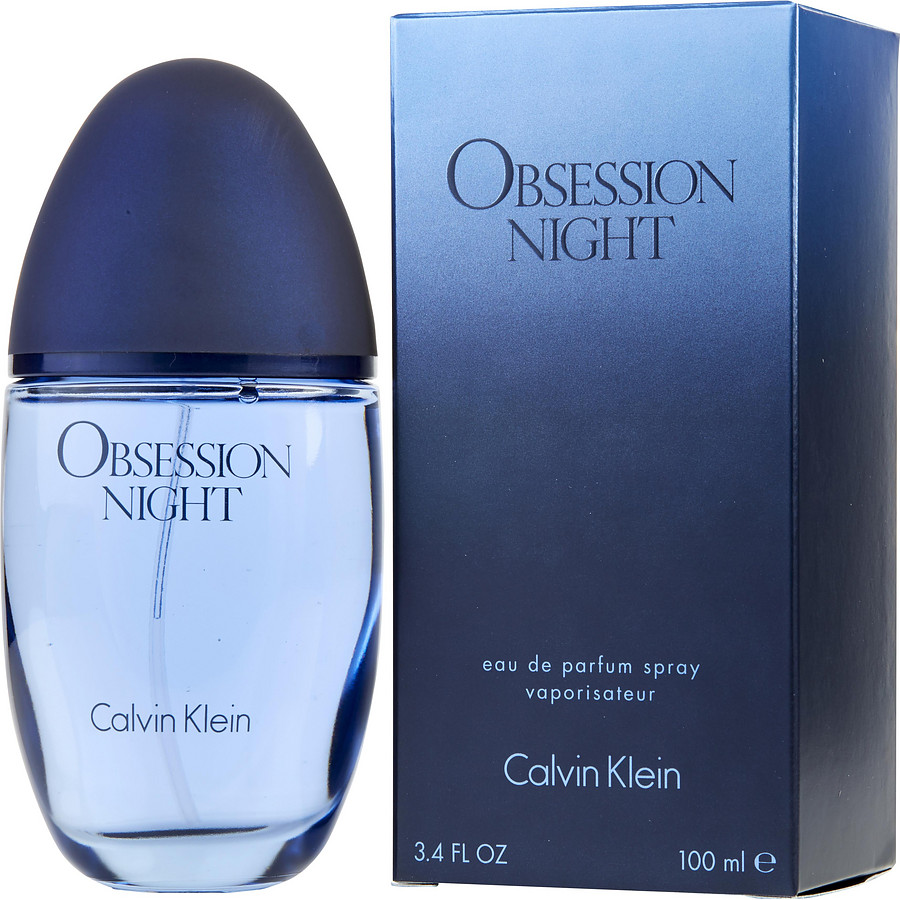 OBSESSION
NIGHT
Calvin Klein
OBSESSION
NIGHT
eau de parfum spray
vaporisateur
Calvin Klein
3.4 FL OZ
100 ml ℮